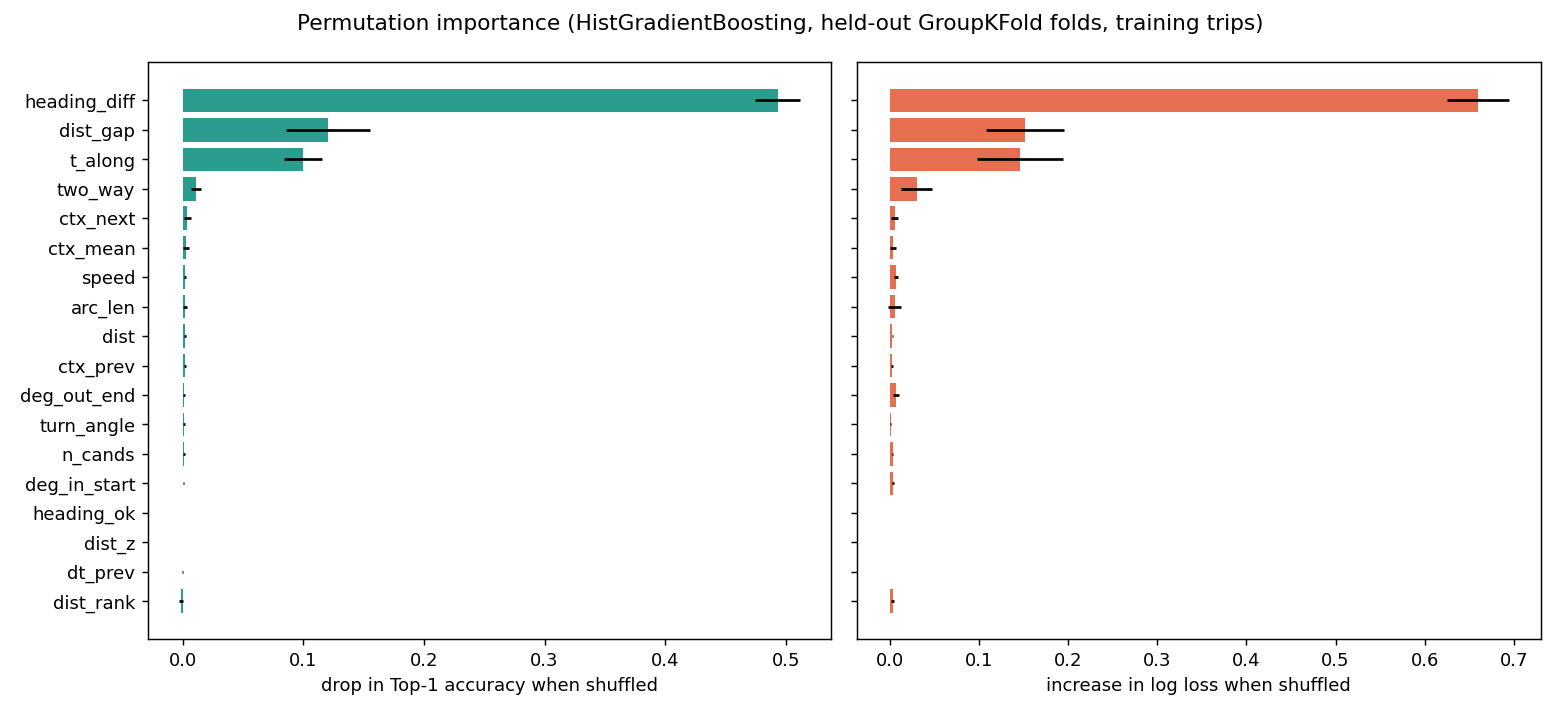 Permutation importance (HistGradientBoosting, held-out GroupKFold folds, training trips)
heading_diff
dist_gap
t_along
two_way
ctx_next
ctx_mean
speed
arc_len
dist
ctx_prev
deg_out_end
turn_angle
n_cands
deg_in_start
heading_ok
dist_z
dt_prev
dist_rank
0.0 0.1 0.2 0.3 0.4 0.5
drop in Top-1 accuracy when shuffled
0.0 0.1 0.2 0.3 0.4 0.5 0.6 0.7
increase in log loss when shuffled